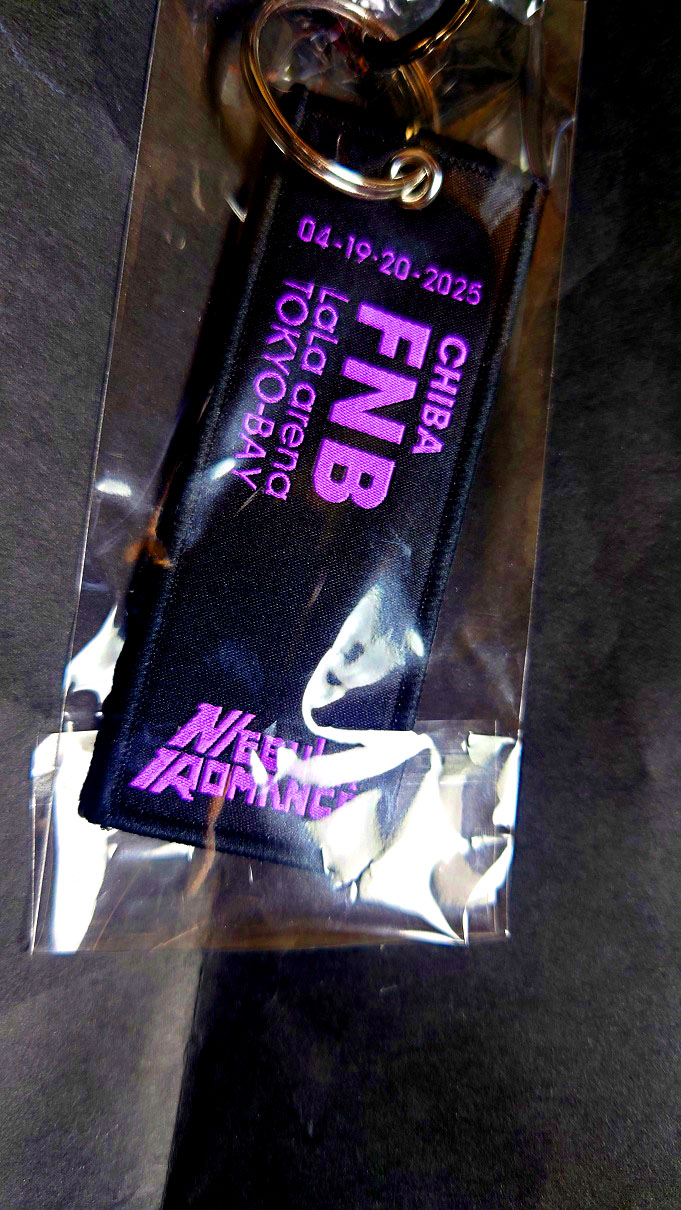 04-19·20-2025
CHIBA
FNB
LaLa arena
TOKYO-BAY